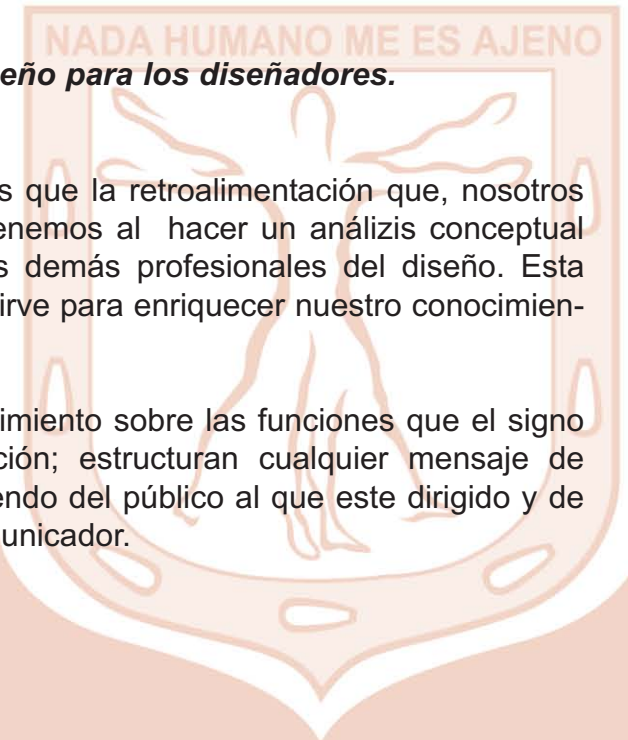 NADA HUMANO ME ES AJENO
eño para los diseñadores.
s que la retroalimentación que, nosotros
enemos al hacer un análizis conceptual
s demás profesionales del diseño. Esta
irve para enriquecer nuestro conocimien-
imiento sobre las funciones que el signo
ción; estructuran cualquier mensaje de
endo del público al que este dirigido y de
unicador.